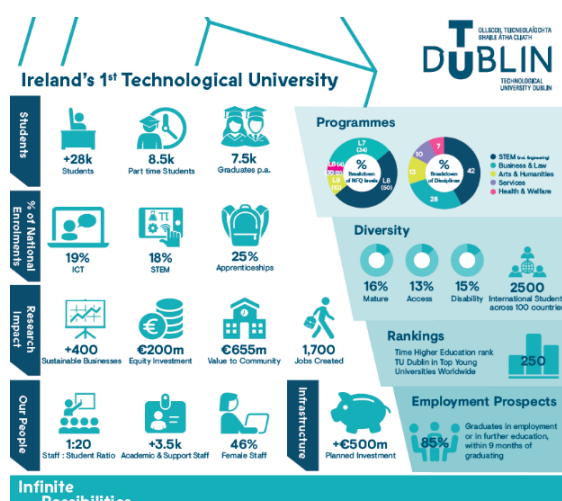 OLLSCOIL TEICNEOLAÍOCHTA
BHAILE ÁTHA CLIATH
TU DUBLIN
TECHNOLOGICAL
UNIVERSITY DUBLIN
Ireland's 1st Technological University
Students
+28k
Students
8.5k
Part time Students
7.5k
Graduates p.a.
% of National
Enrolments
19%
ICT
18%
STEM
25%
Apprenticeships
Research
Impact
+400
Sustainable Businesses
€200m
Equity Investment
€655m
Value to Community
1,700
Jobs Created
Our People
1:20
Staff : Student Ratio
+3.5k
Academic & Support Staff
46%
Female Staff
Infrastructure
+€500m
Planned Investment
Programmes
L7
(34)
L8
(50)
%
Breakdown
of NFQ levels
7
10
13
28
42
%
Breakdown
of Disciplines
STEM
Business & Law
Arts & Humanities
Services
Health & Welfare
Diversity
16%
Mature
13%
Access
15%
Disability
2500
International Student
across 100 countrie
Rankings
Time Higher Education rank
TU Dublin in Top Young
Universities Worldwide
250
Employment Prospects
85%
Graduates in employment
or in further education,
within 9 months of
graduating
Infinite
Possibilities